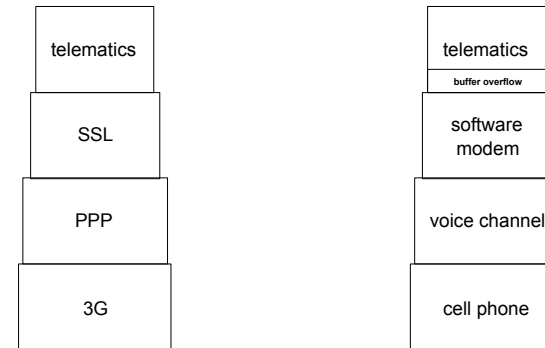 telematics
SSL
PPP
3G
telematics
buffer overflow
software
modem
voice channel
cell phone